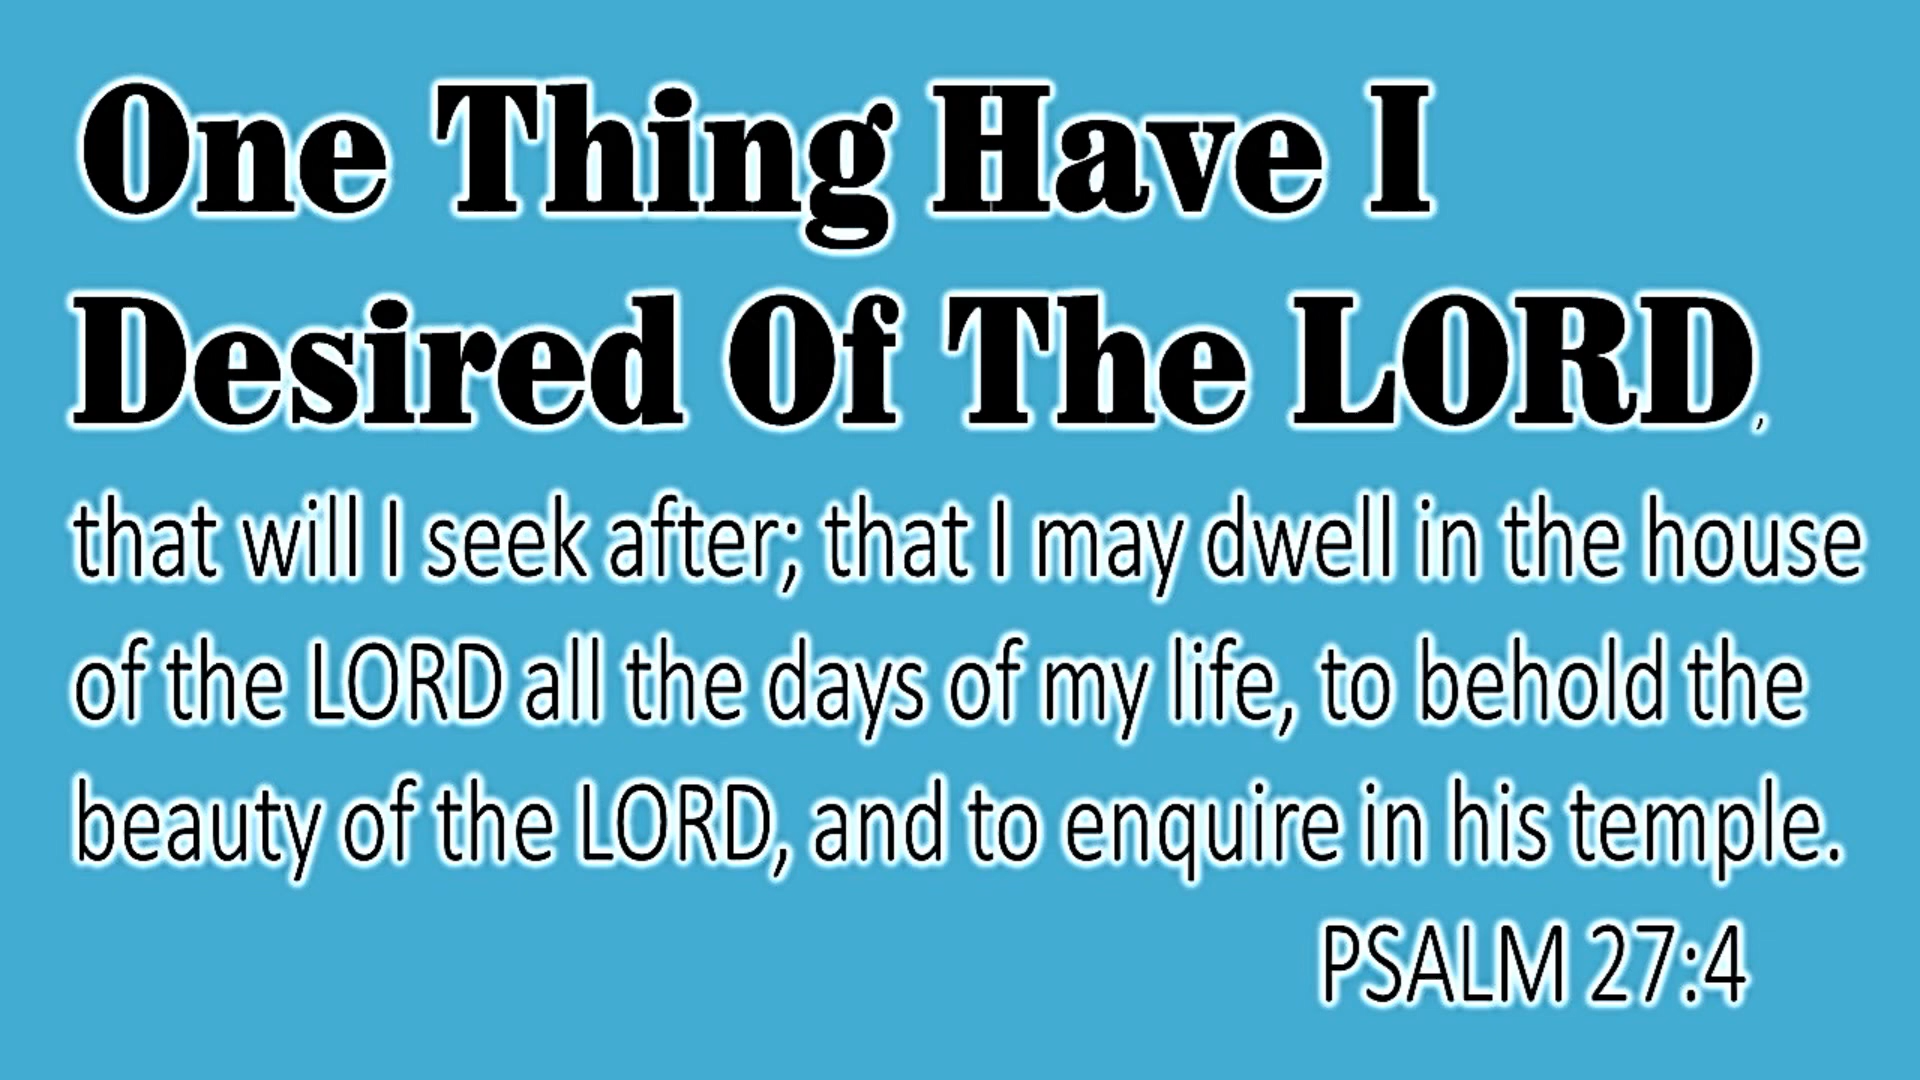 One Thing Have I
Desired Of The LORD,
that will I seek after; that I may dwell in the house
of the LORD all the days of my life, to behold the
beauty of the LORD, and to enquire in his temple.
PSALM 27:4